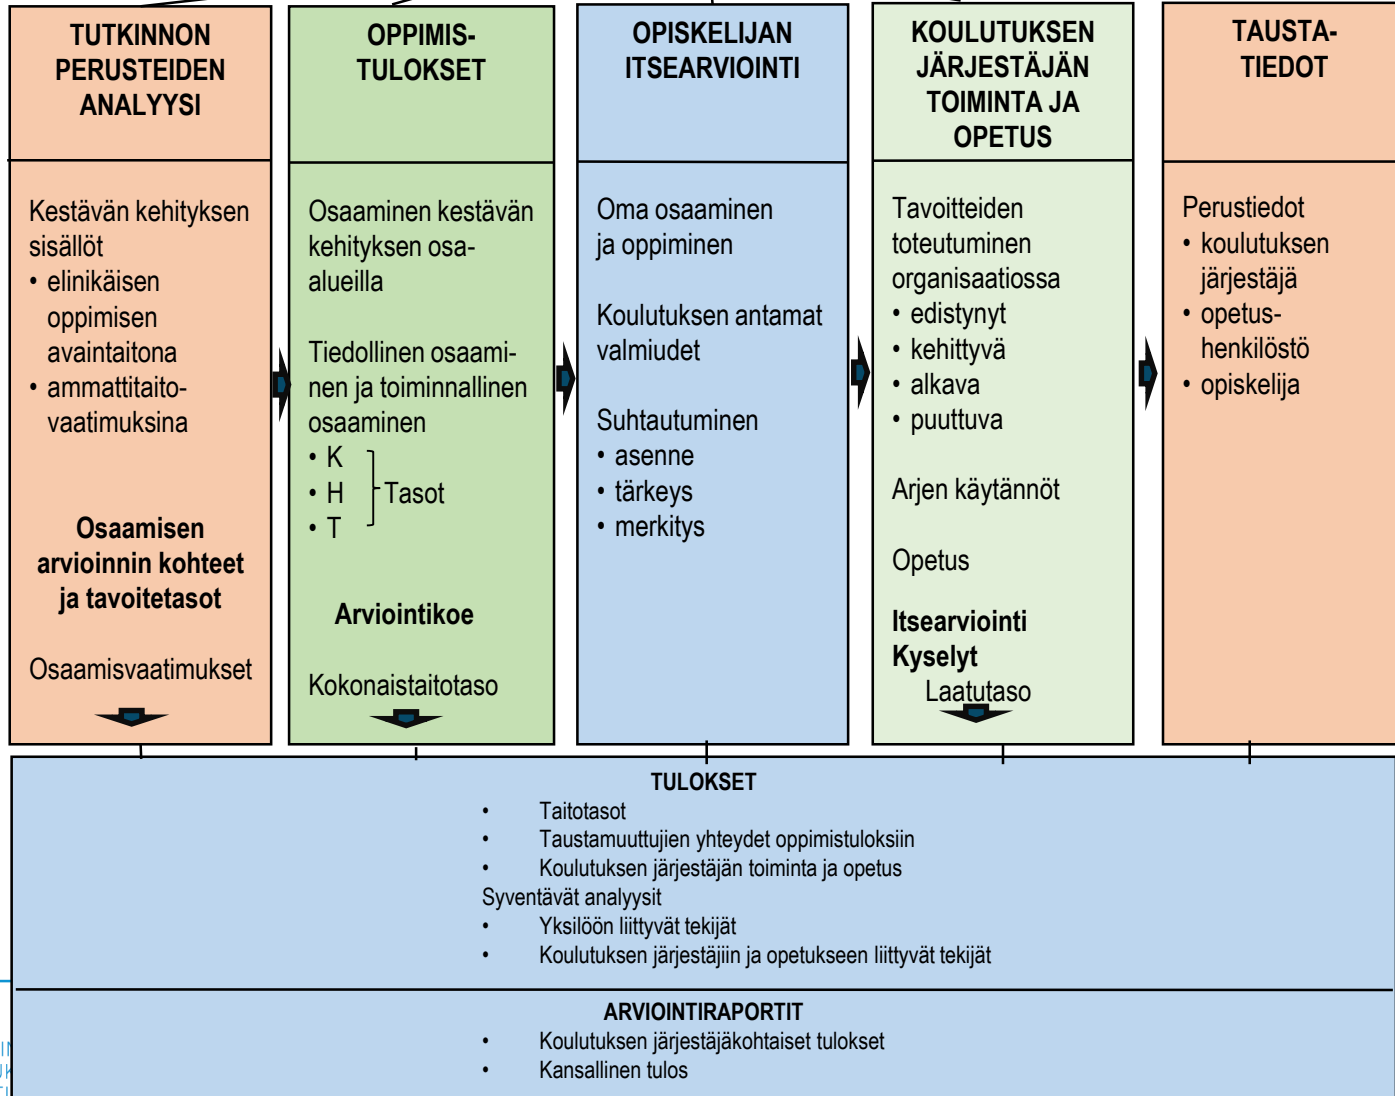 TUTKINNON
PERUSTEIDEN
ANALYYSI
Kestävän kehityksen
sisällöt
• elinikäisen
oppimisen
avaintaitona
• ammattitaito-
vaatimuksina
Osaamisen
arvioinnin kohteet
ja tavoitetasot
Osaamisvaatimukset
OPPIMIS-
TULOKSET
Osaaminen kestävän
kehityksen osa-
alueilla
Tiedollinen osaami-
nen ja toiminnallinen
osaaminen
• K
• H Tasot
• T
Arviointikoe
Kokonaistaitotaso
OPISKELIJAN
ITSEARVIOINTI
Oma osaaminen
ja oppiminen
Koulutuksen antamat
valmiudet
Suhtautuminen
• asenne
• tärkeys
• merkitys
KOULUTUKSEN
JÄRJESTÄJÄN
TOIMINTA JA
OPETUS
Tavoitteiden
toteutuminen
organisaatiossa
• edistynyt
• kehittyvä
• alkava
• puuttuva
Arjen käytännöt
Opetus
Itsearviointi
Kyselyt
Laatutaso
TAUSTA-
TIEDOT
Perustiedot
• koulutuksen
järjestäjä
• opetus-
henkilöstö
• opiskelija
TULOKSET
• Taitotasot
• Taustamuuttujien yhteydet oppimistuloksiin
• Koulutuksen järjestäjän toiminta ja opetus
Syventävät analyysit
• Yksilöön liittyvät tekijät
• Koulutuksen järjestäjiin ja opetukseen liittyvät tekijät
ARVIOINTIRAPORTIT
• Koulutuksen järjestäjäkohtaiset tulokset
• Kansallinen tulos